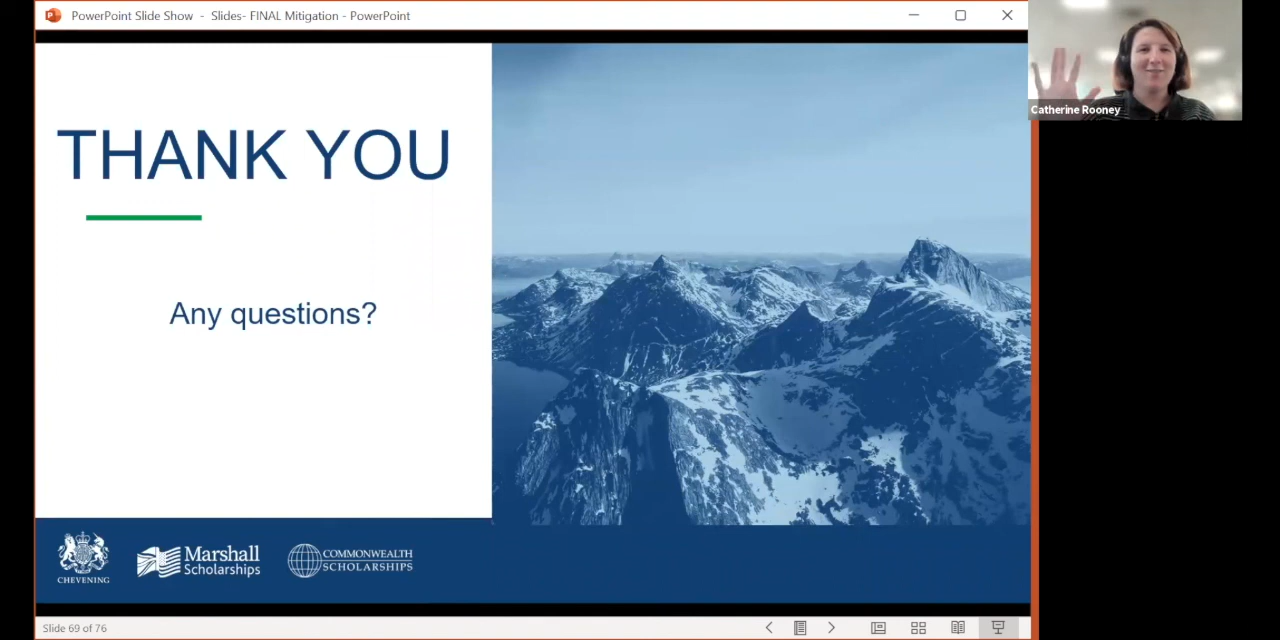 PowerPoint Slide Show - Slides- FINAL Mitigation - PowerPoint
Catherine Rooney
THANK YOU
Any questions?
CHEVENING
Marshall
Scholarships
COMMONWEALTH
SCHOLARSHIPS
Slide 69 of 76